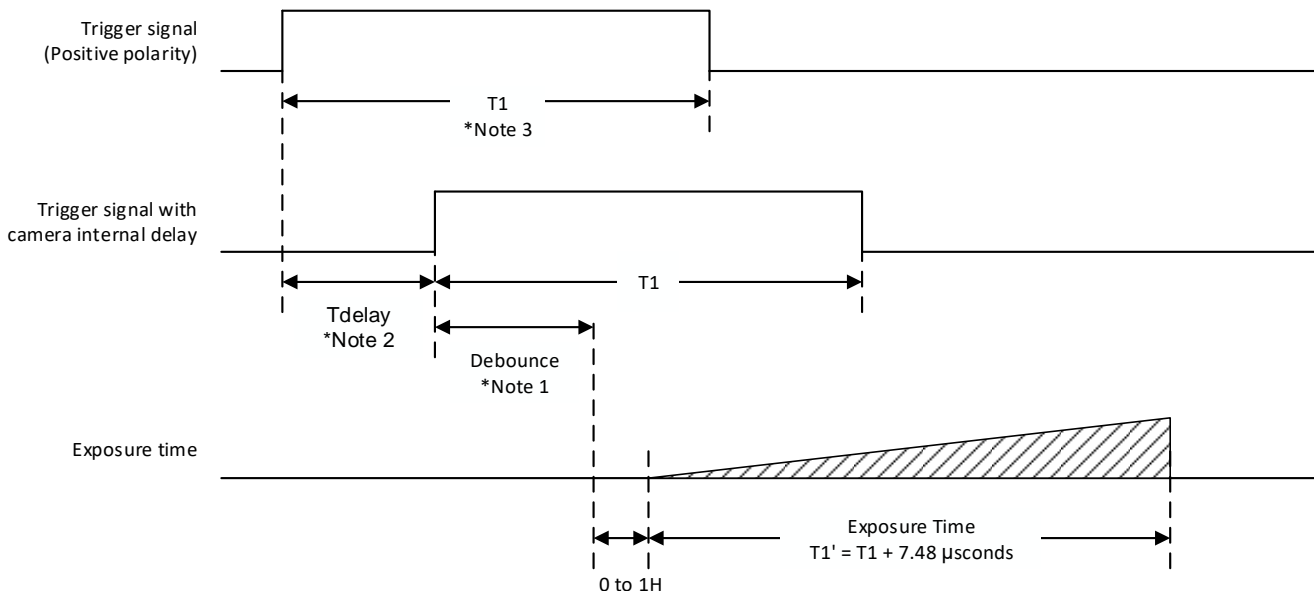 Trigger signal
(Positive polarity)
T1
*Note 3
Trigger signal with
camera internal delay
T1
Tdelay
*Note 2
Debounce
*Note 1
Exposure time
Exposure Time
T1' = T1 + 7.48 µsconds
0 to 1H